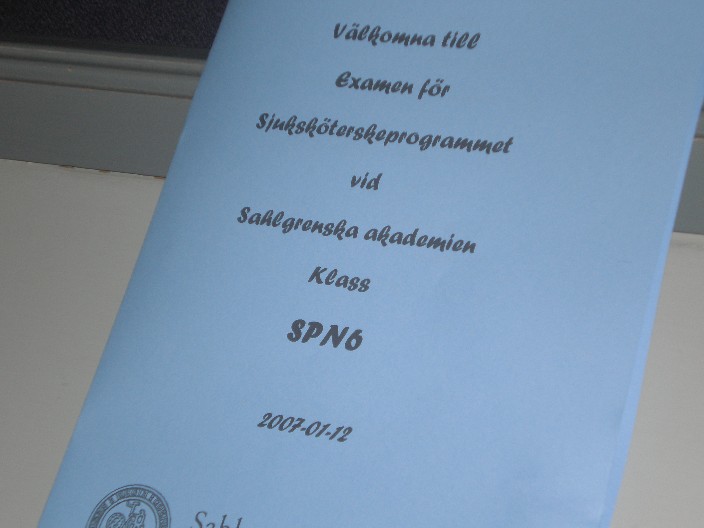 Välkomna till
Examen för
Sjuksköterskeprogrammet
vid
Sahlgrenska akademien
Klass
SPN6
2007-01-12